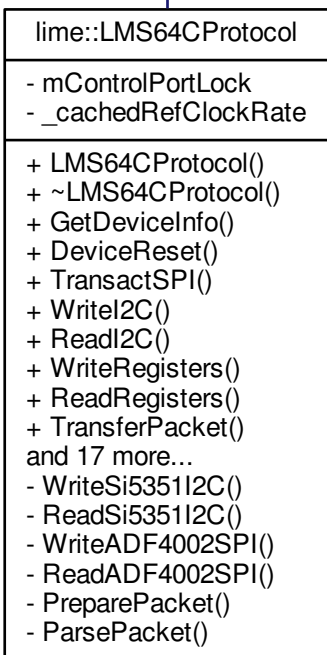 lime::LMS64CProtocol
- mControlPortLock
- _cachedRefClockRate
+ LMS64CProtocol()
+ ~LMS64CProtocol()
+ GetDeviceInfo()
+ DeviceReset()
+ TransactSPI()
+ WriteI2C()
+ ReadI2C()
+ WriteRegisters()
+ ReadRegisters()
+ TransferPacket()
and 17 more...
- WriteSi5351I2C()
- ReadSi5351I2C()
- WriteADF4002SPI()
- ReadADF4002SPI()
- PreparePacket()
- ParsePacket()